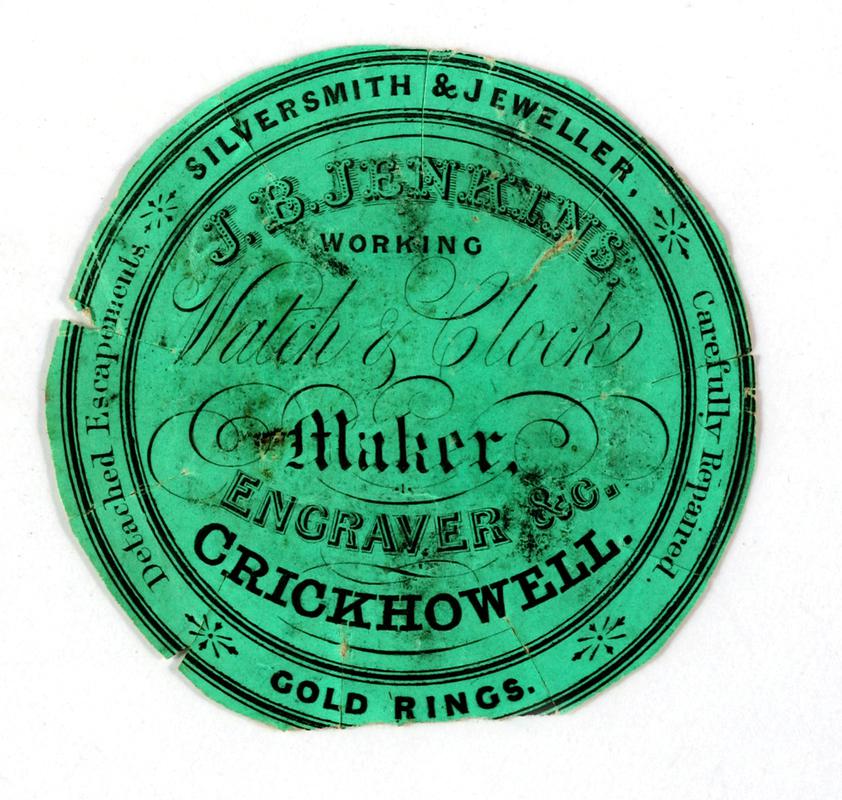 SILVERSMITH & JEWELLER,
Detached Escapements,
Carefully Repaired.
GOLD RINGS.
J. B. JENKINS,
WORKING
Watch & Clock
Maker,
ENGRAVER &C.
CRICKHOWELL.